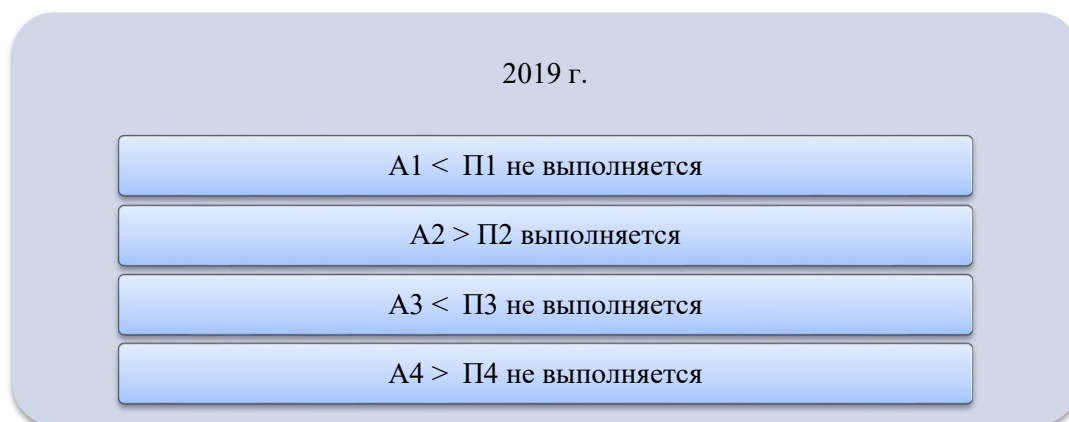 2019 г.
А1 < П1 не выполняется
А2 > П2 выполняется
А3 < П3 не выполняется
А4 > П4 не выполняется